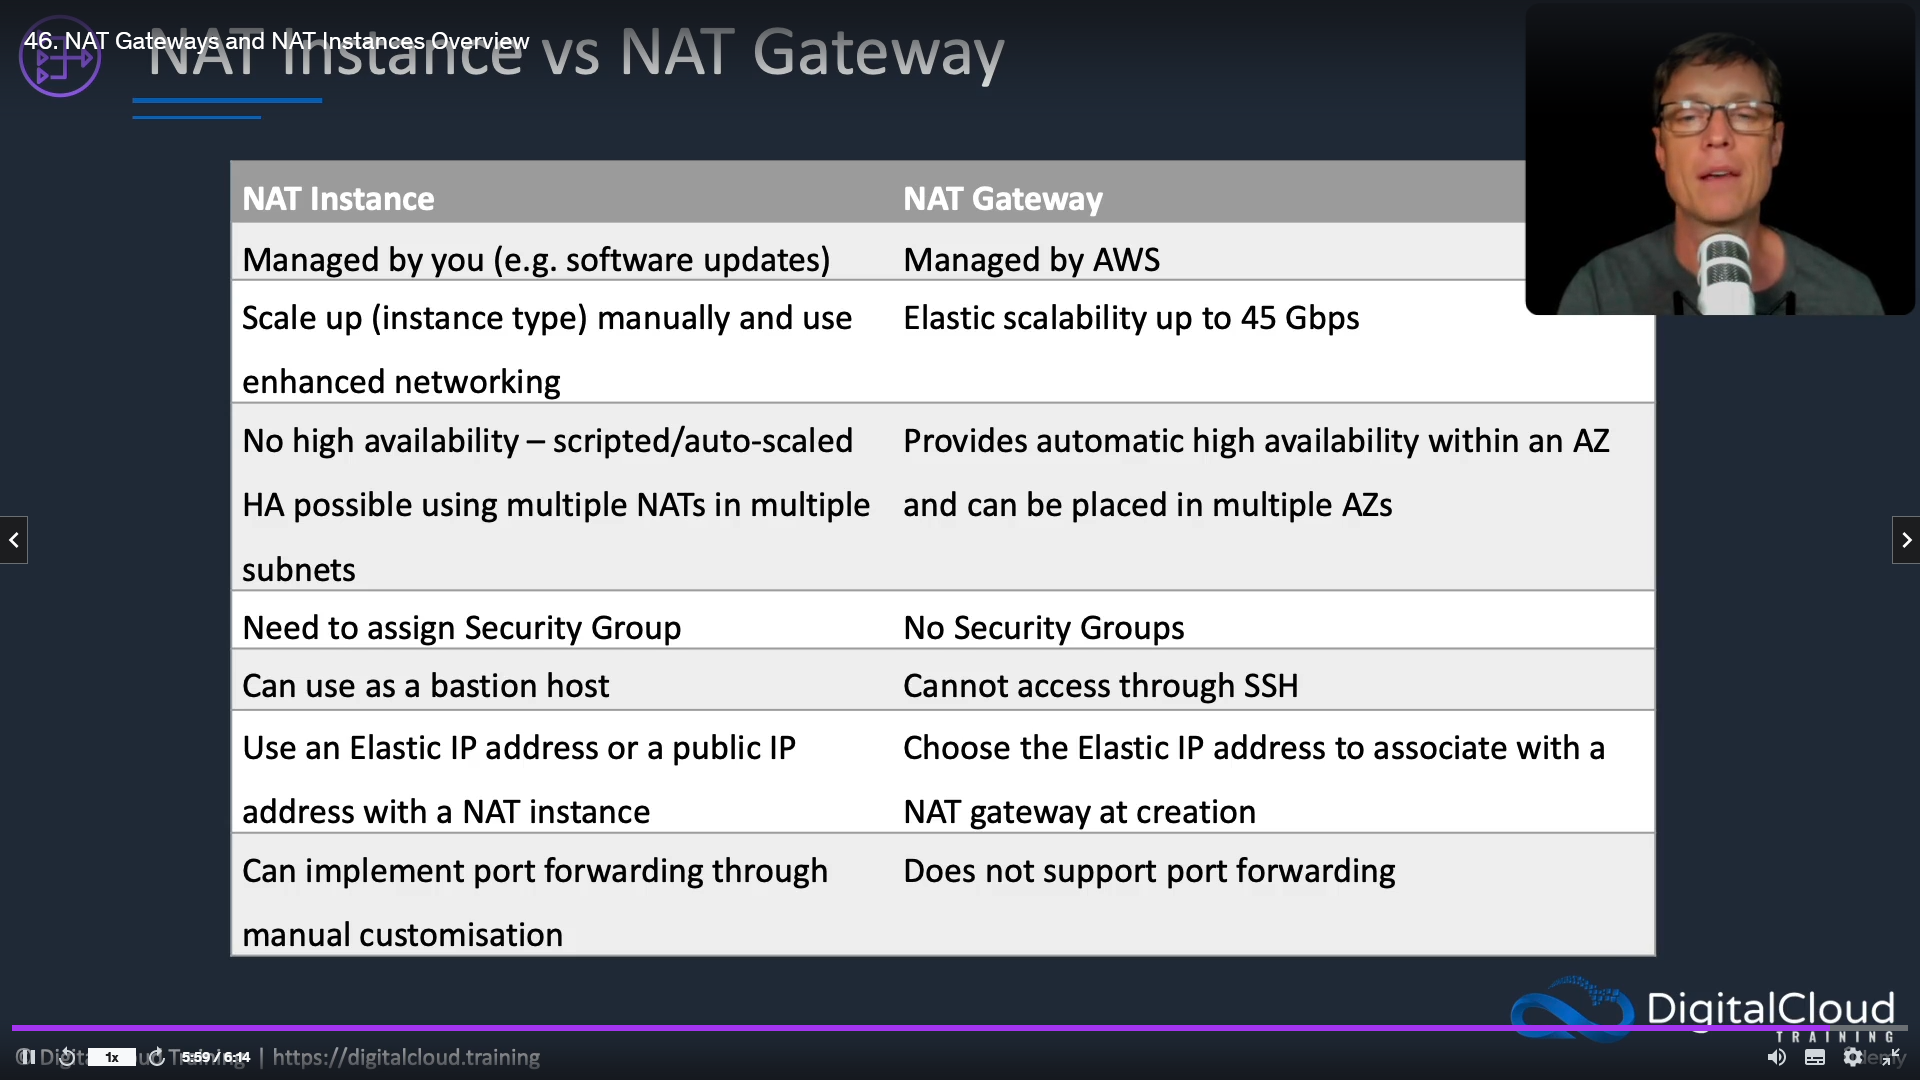 46. NAT Gateways and NAT Instances Overview
NAT Instance vs NAT Gateway
NAT Instance
NAT Gateway
Managed by you (e.g. software updates)
Managed by AWS
Scale up (instance type) manually and use
enhanced networking
Elastic scalability up to 45 Gbps
No high availability – scripted/auto-scaled
HA possible using multiple NATs in multiple
subnets
Provides automatic high availability within an AZ
and can be placed in multiple AZs
Need to assign Security Group
No Security Groups
Can use as a bastion host
Cannot access through SSH
Use an Elastic IP address or a public IP
address with a NAT instance
Choose the Elastic IP address to associate with a
NAT gateway at creation
Can implement port forwarding through
manual customisation
Does not support port forwarding
DigitalCloud
TRAINING
1x
5:59 / 6:14
| https://digitalcloud.training